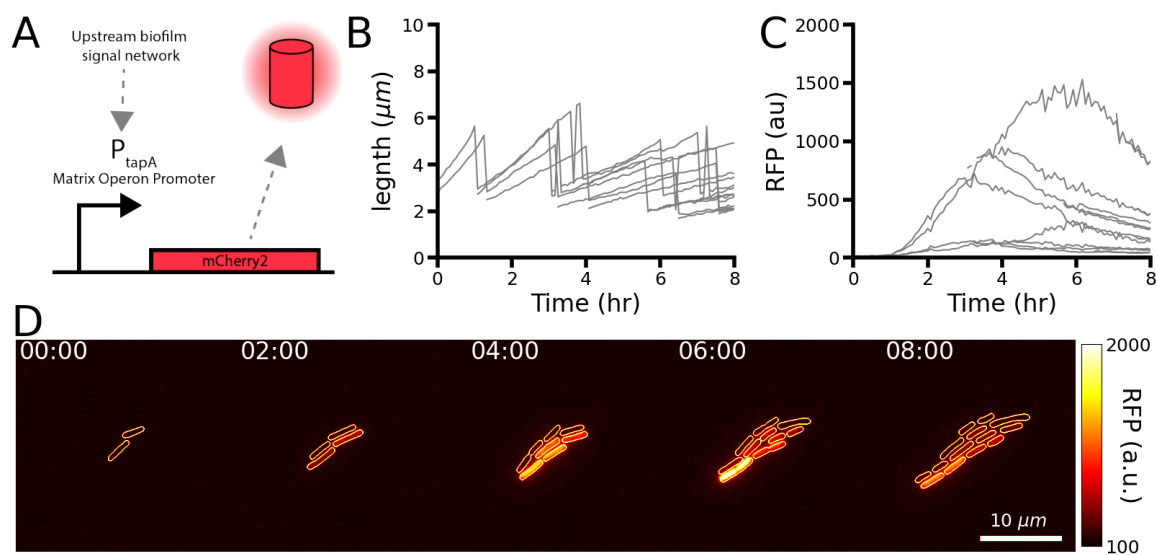 A
Upstream biofilm
signal network
P
tapA
Matrix Operon Promoter
mCherry2
B
10
8
6
4
2
0
legnth (μm)
0 2 4 6 8
Time (hr)
C
2000
1500
1000
500
0
RFP (au)
0 2 4 6 8
Time (hr)
D
00:00 02:00 04:00 06:00 08:00
10 μm
2000
RFP (a.u.)
100